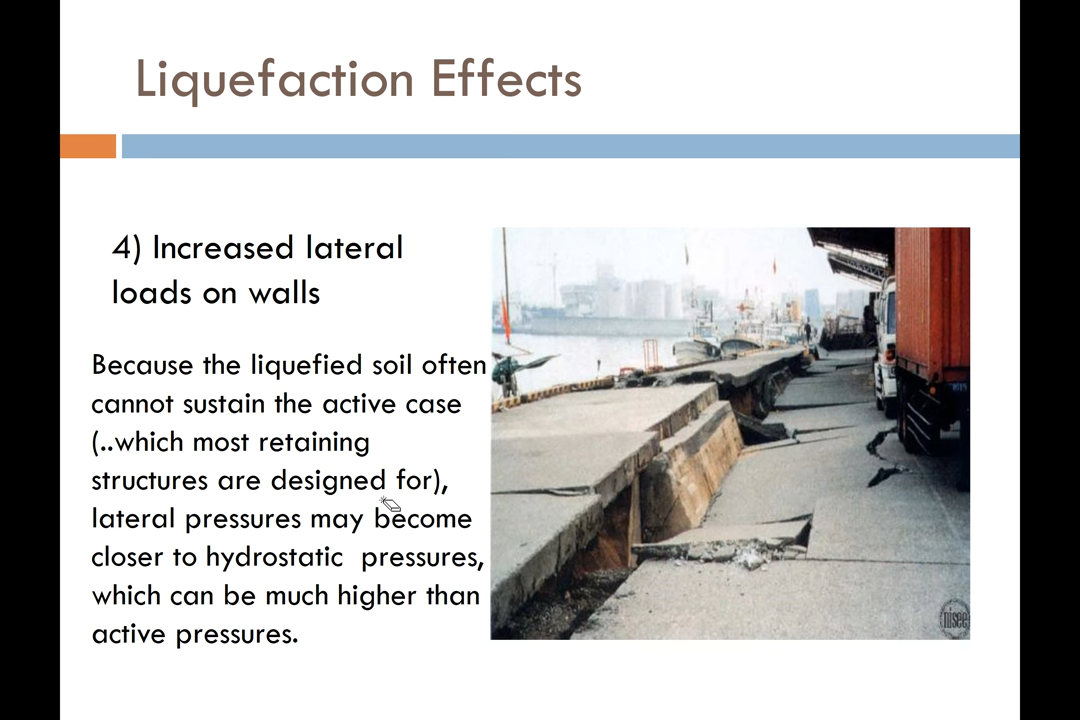 Liquefaction Effects
4) Increased lateral
loads on walls
Because the liquefied soil often
cannot sustain the active case
(..which most retaining
structures are designed for),
lateral pressures may become
closer to hydrostatic pressures,
which can be much higher than
active pressures.
nisee